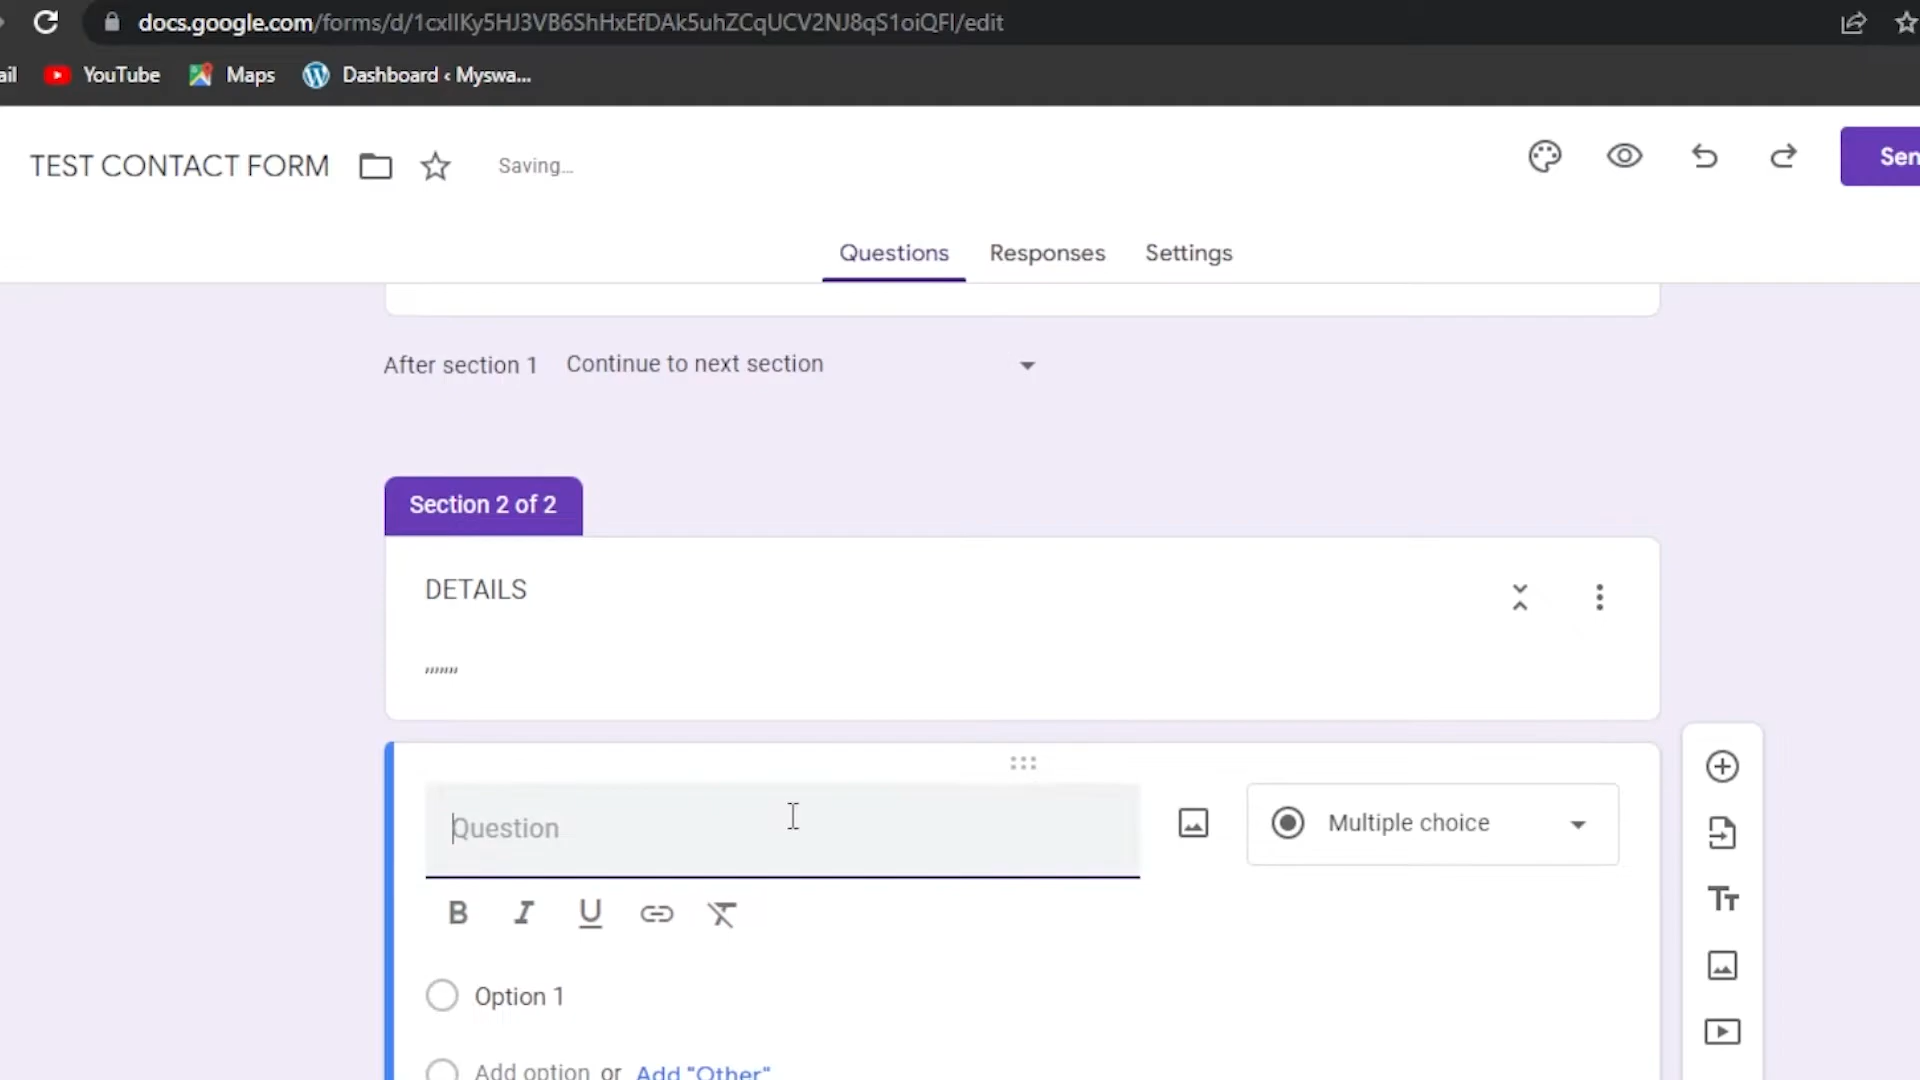 docs.google.com/forms/d/1cxIIKy5HJ3VB6ShHxEfDAk5uhZCqUCV2NJ8qS1oiQFI/edit
ail YouTube Maps Dashboard ‹ Myswa...
TEST CONTACT FORM Saving... Sen
Questions Responses Settings
After section 1 Continue to next section
Section 2 of 2
DETAILS
,,,,,,,
Question Multiple choice
B I U
Option 1
Add option or Add "Other"